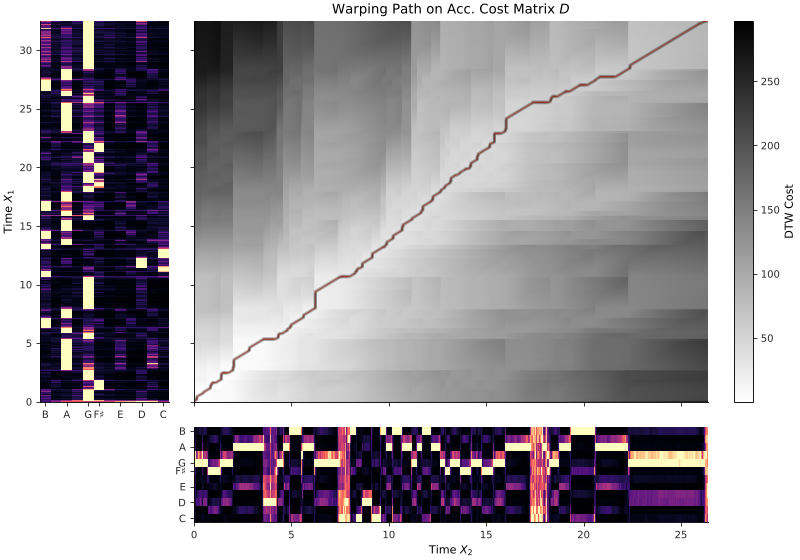 Warping Path on Acc. Cost Matrix D
30
25
20
15
10
5
0
Time X₁
B A G F♯ E D C
250
200
150
100
50
DTW Cost
B
A
G
F♯
E
D
C
0 5 10 15 20 25
Time X₂